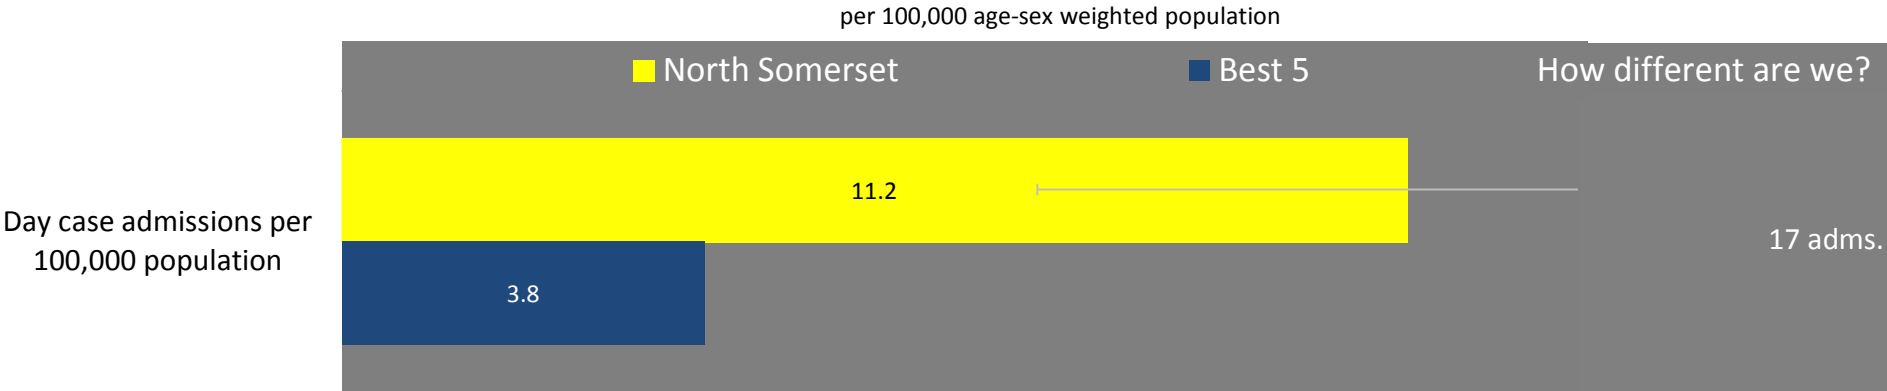 per 100,000 age-sex weighted population
North Somerset
Best 5
How different are we?
Day case admissions per
100,000 population
11.2
3.8
17 adms.